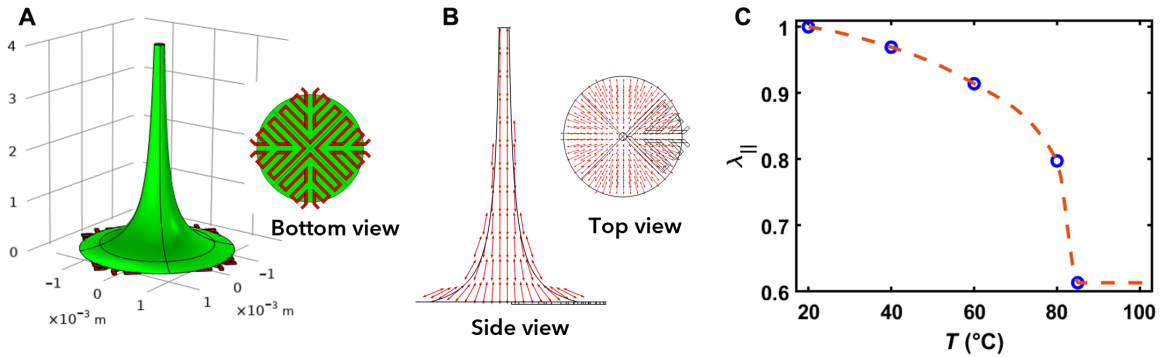 A
4
3
2
1
0
−1
0
1
×10⁻³ m
1
0
−1
×10⁻³ m
Bottom view
B
Side view
Top view
C
1
0.9
0.8
0.7
0.6
λ||
20
40
60
80
100
T (°C)